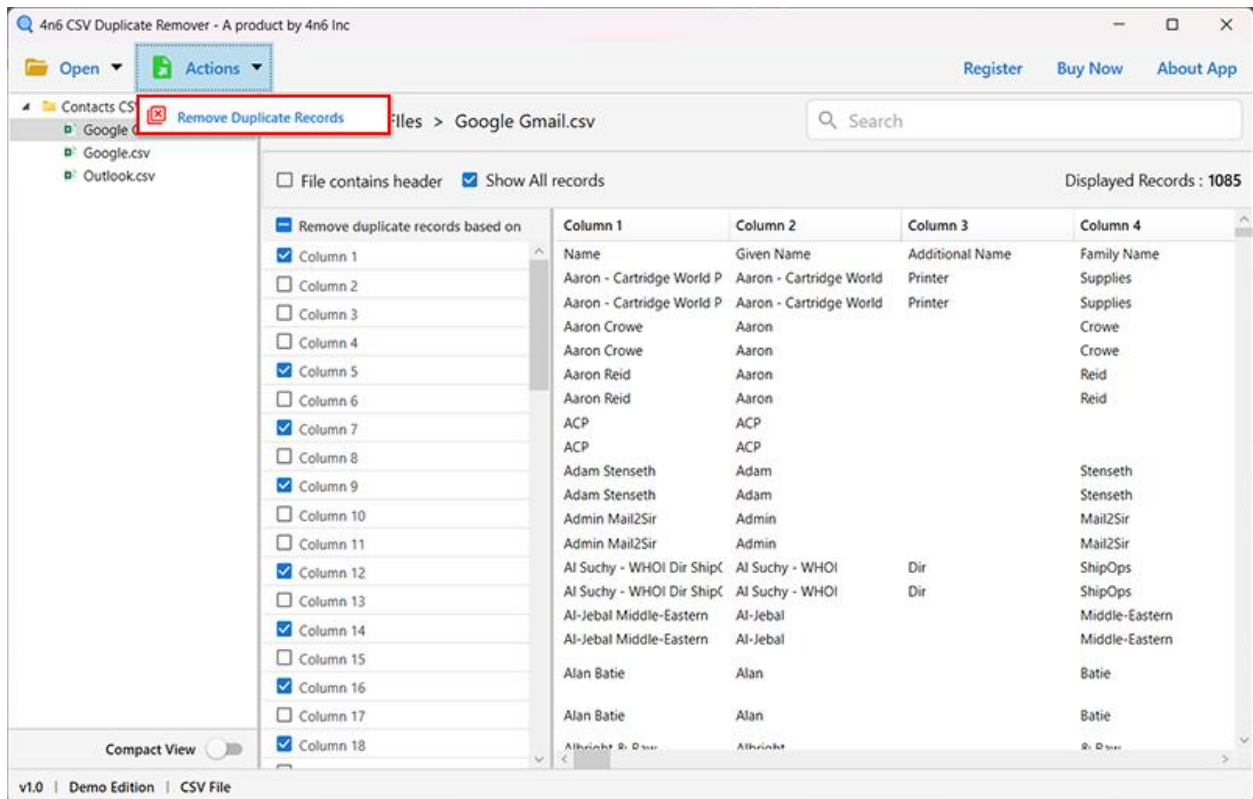 4n6 CSV Duplicate Remover - A product by 4n6 Inc
Open Actions Register Buy Now About App
Remove Duplicate Records
Contacts CS
Google
Google.csv
Outlook.csv
FIles > Google Gmail.csv
Search
File contains header Show All records Displayed Records : 1085
Remove duplicate records based on
Column 1
Column 2
Column 3
Column 4
Column 5
Column 6
Column 7
Column 8
Column 9
Column 10
Column 11
Column 12
Column 13
Column 14
Column 15
Column 16
Column 17
Column 18
Column 1 Column 2 Column 3 Column 4
Name Given Name Additional Name Family Name
Aaron - Cartridge World P Aaron - Cartridge World Printer Supplies
Aaron - Cartridge World P Aaron - Cartridge World Printer Supplies
Aaron Crowe Aaron Crowe
Aaron Crowe Aaron Crowe
Aaron Reid Aaron Reid
Aaron Reid Aaron Reid
ACP ACP
ACP ACP
Adam Stenseth Adam Stenseth
Adam Stenseth Adam Stenseth
Admin Mail2Sir Admin Mail2Sir
Admin Mail2Sir Admin Mail2Sir
Al Suchy - WHOI Dir Ship Al Suchy - WHOI Dir ShipOps
Al Suchy - WHOI Dir Ship Al Suchy - WHOI Dir ShipOps
Al-Jebal Middle-Eastern Al-Jebal Middle-Eastern
Al-Jebal Middle-Eastern Al-Jebal Middle-Eastern
Alan Batie Alan Batie
Alan Batie Alan Batie
Albright & Raw Albright & Raw
Compact View
v1.0 | Demo Edition | CSV File